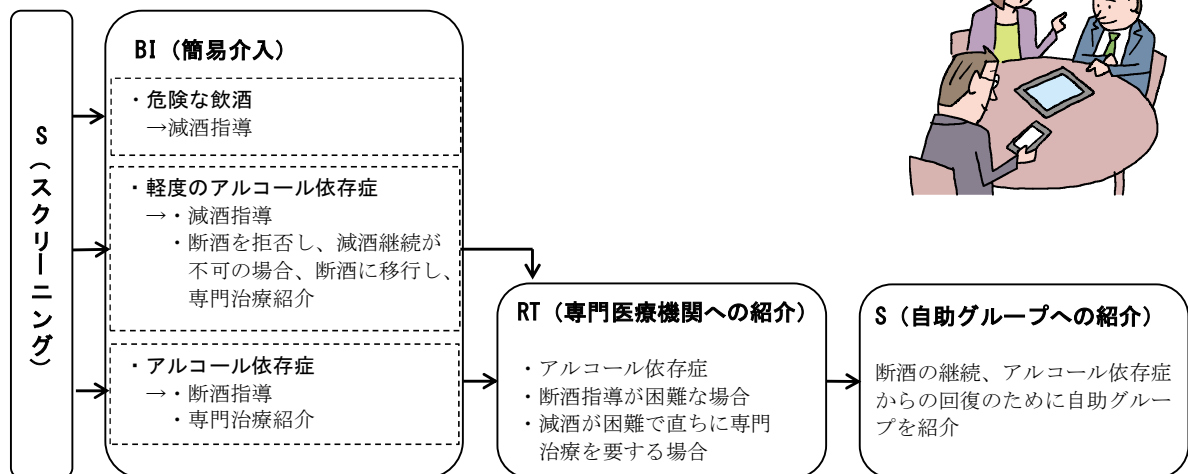 S(スクリーニング)
BI(簡易介入)
・危険な飲酒
→減酒指導
・軽度のアルコール依存症
→・減酒指導
・断酒を拒否し、減酒継続が
不可の場合、断酒に移行し、
専門治療紹介
・アルコール依存症
→・断酒指導
・専門治療紹介
RT(専門医療機関への紹介)
・アルコール依存症
・断酒指導が困難な場合
・減酒が困難で直ちに専門
治療を要する場合
S(自助グループへの紹介)
断酒の継続、アルコール依存症
からの回復のために自助グルー
プを紹介